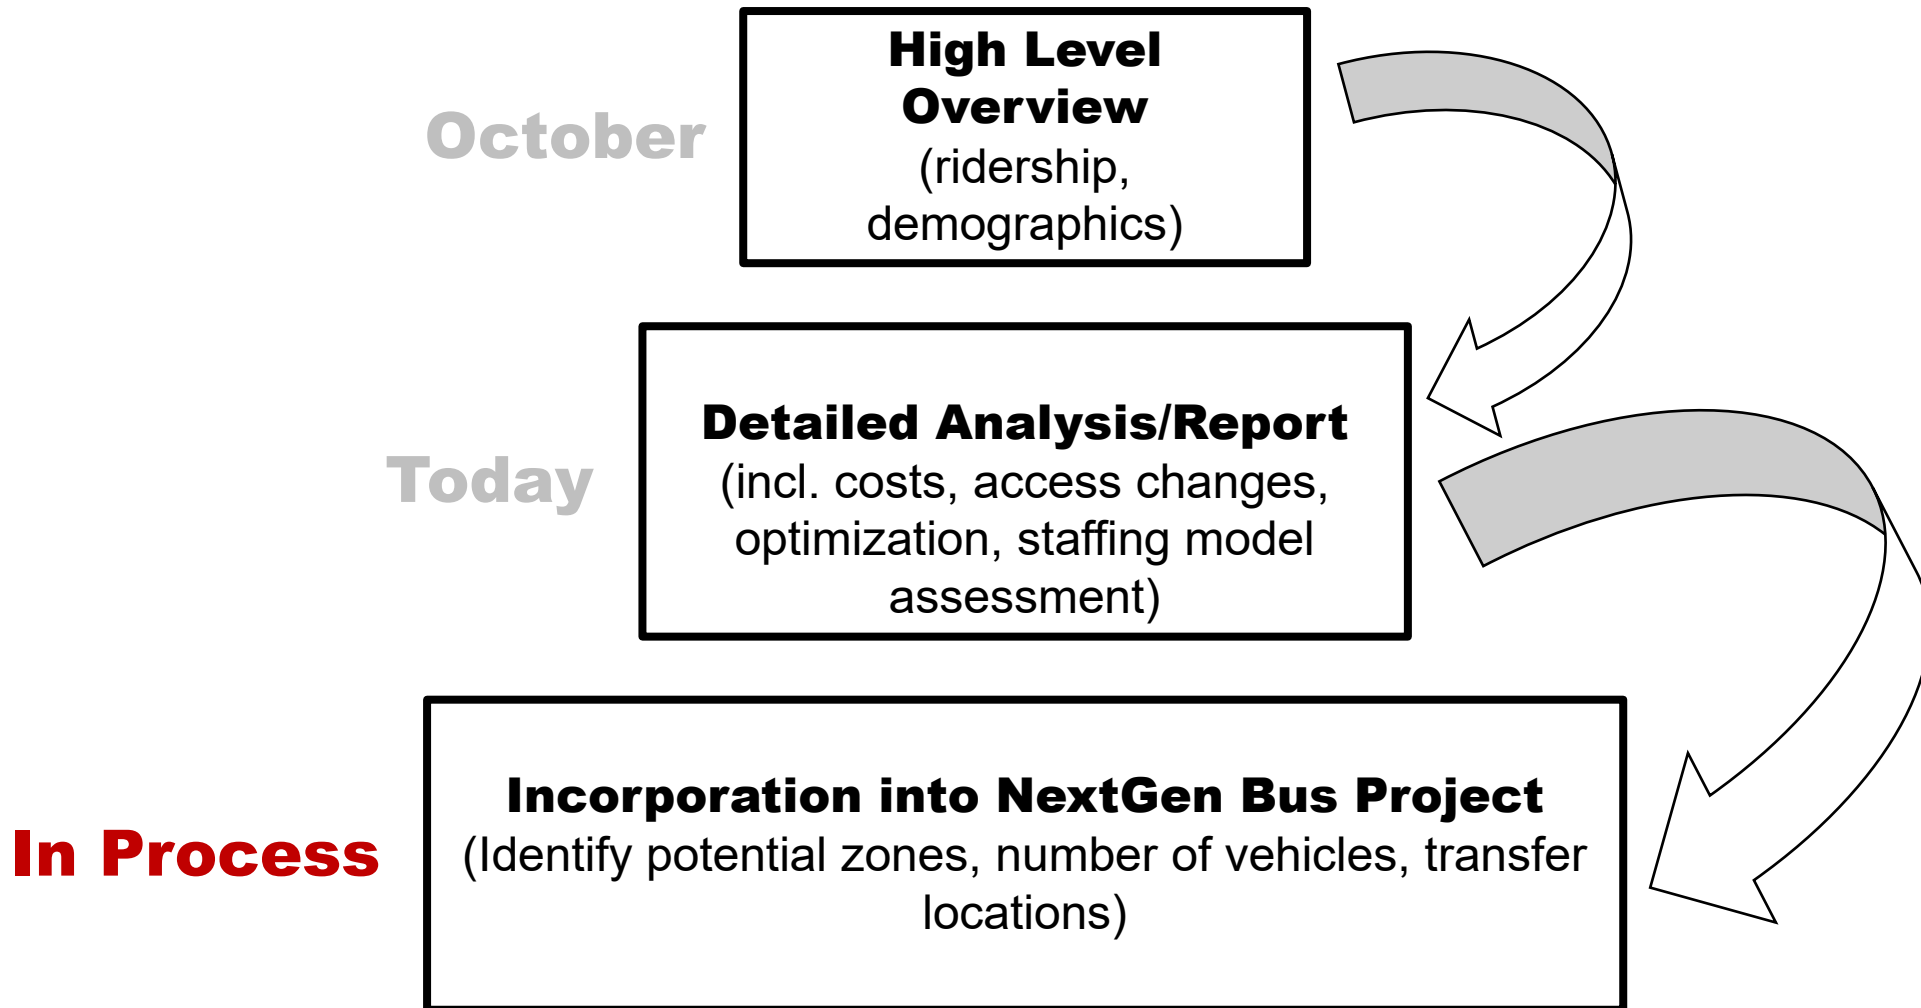 High Level
Overview
(ridership,
demographics)
October
Detailed Analysis/Report
(incl. costs, access changes,
optimization, staffing model
assessment)
Today
Incorporation into NextGen Bus Project
(Identify potential zones, number of vehicles, transfer
locations)
In Process